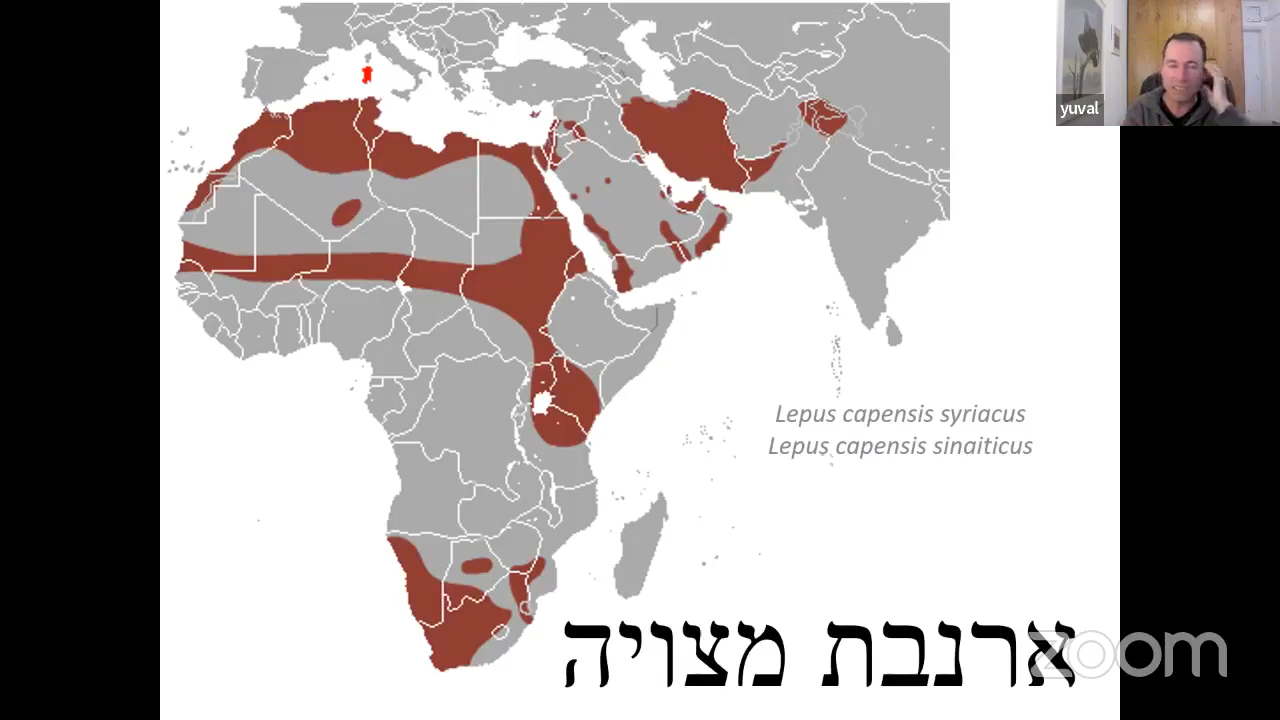 yuval
Lepus capensis syriacus
Lepus capensis sinaiticus
ארנבת מצויה
zoom